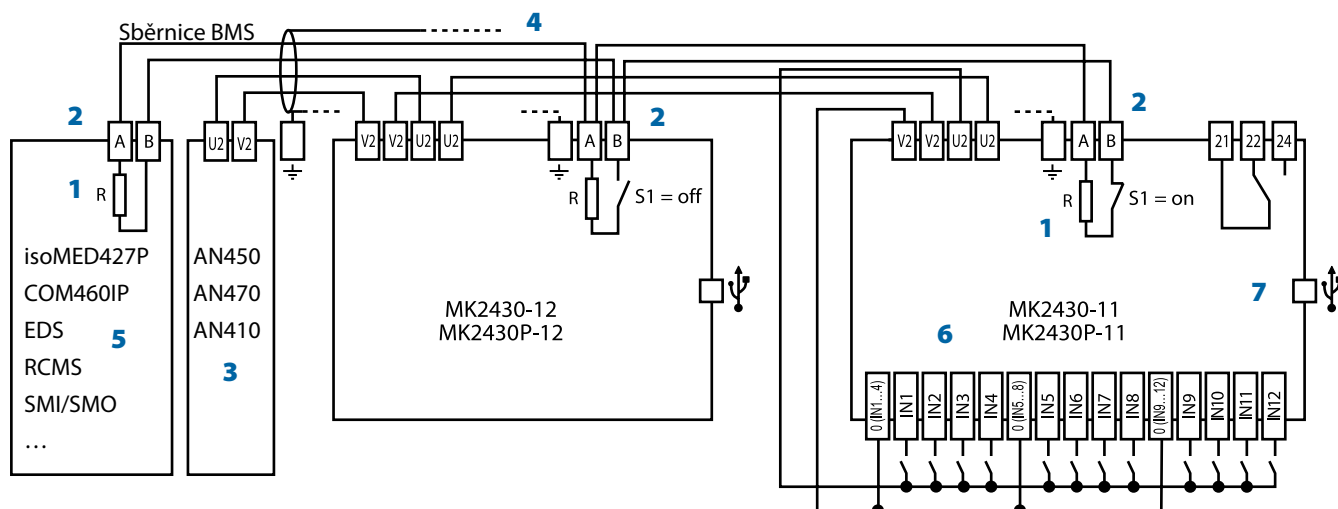 Sběrnice BMS
4
2
A
B
U2
V2
V2
V2
U2
U2
A
B
2
V2
V2
U2
U2
A
B
2
21
22
24
1
R
R
S1 = off
R
S1 = on
1
isoMED427P
COM460IP
EDS
5
RCMS
SMI/SMO
…
AN450
AN470
AN410
3
MK2430-12
MK2430P-12
MK2430-11
MK2430P-11
6
7
0 (IN1...4)
IN1
IN2
IN3
IN4
0 (IN5...8)
IN5
IN6
IN7
IN8
0 (IN9...12)
IN9
IN10
IN11
IN12